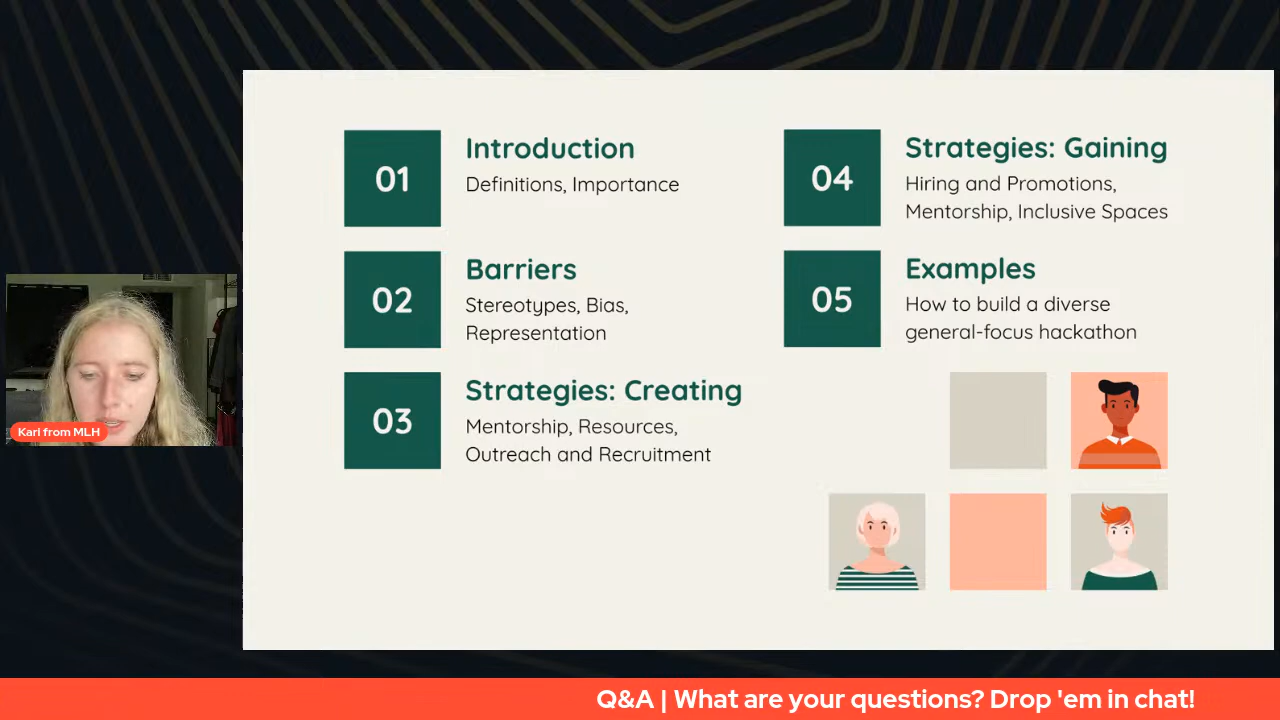 01
Introduction
Definitions, Importance
02
Barriers
Stereotypes, Bias,
Representation
03
Strategies: Creating
Mentorship, Resources,
Outreach and Recruitment
04
Strategies: Gaining
Hiring and Promotions,
Mentorship, Inclusive Spaces
05
Examples
How to build a diverse
general-focus hackathon
Kari from MLH
Q&A | What are your questions? Drop 'em in chat!